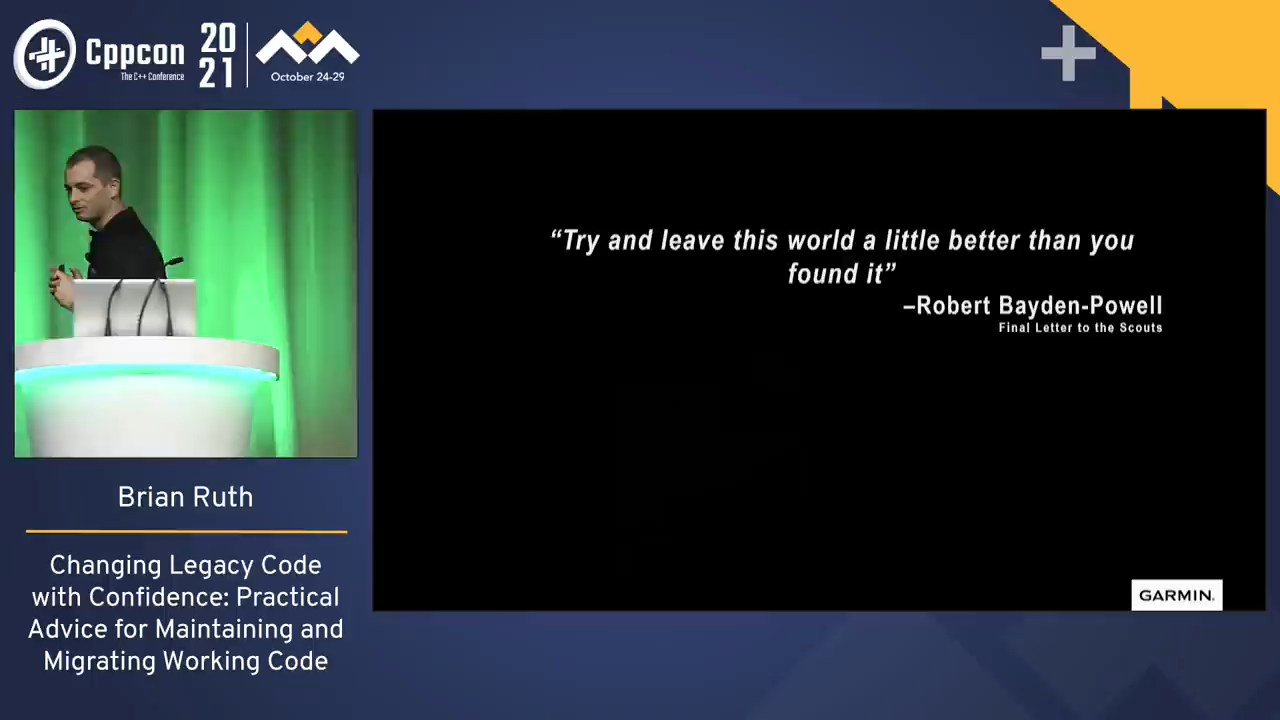 Cppcon
The C++ Conference
20
21
October 24-29
“Try and leave this world a little better than you
found it”
–Robert Bayden-Powell
Final Letter to the Scouts
GARMIN.
Brian Ruth
Changing Legacy Code
with Confidence: Practical
Advice for Maintaining and
Migrating Working Code